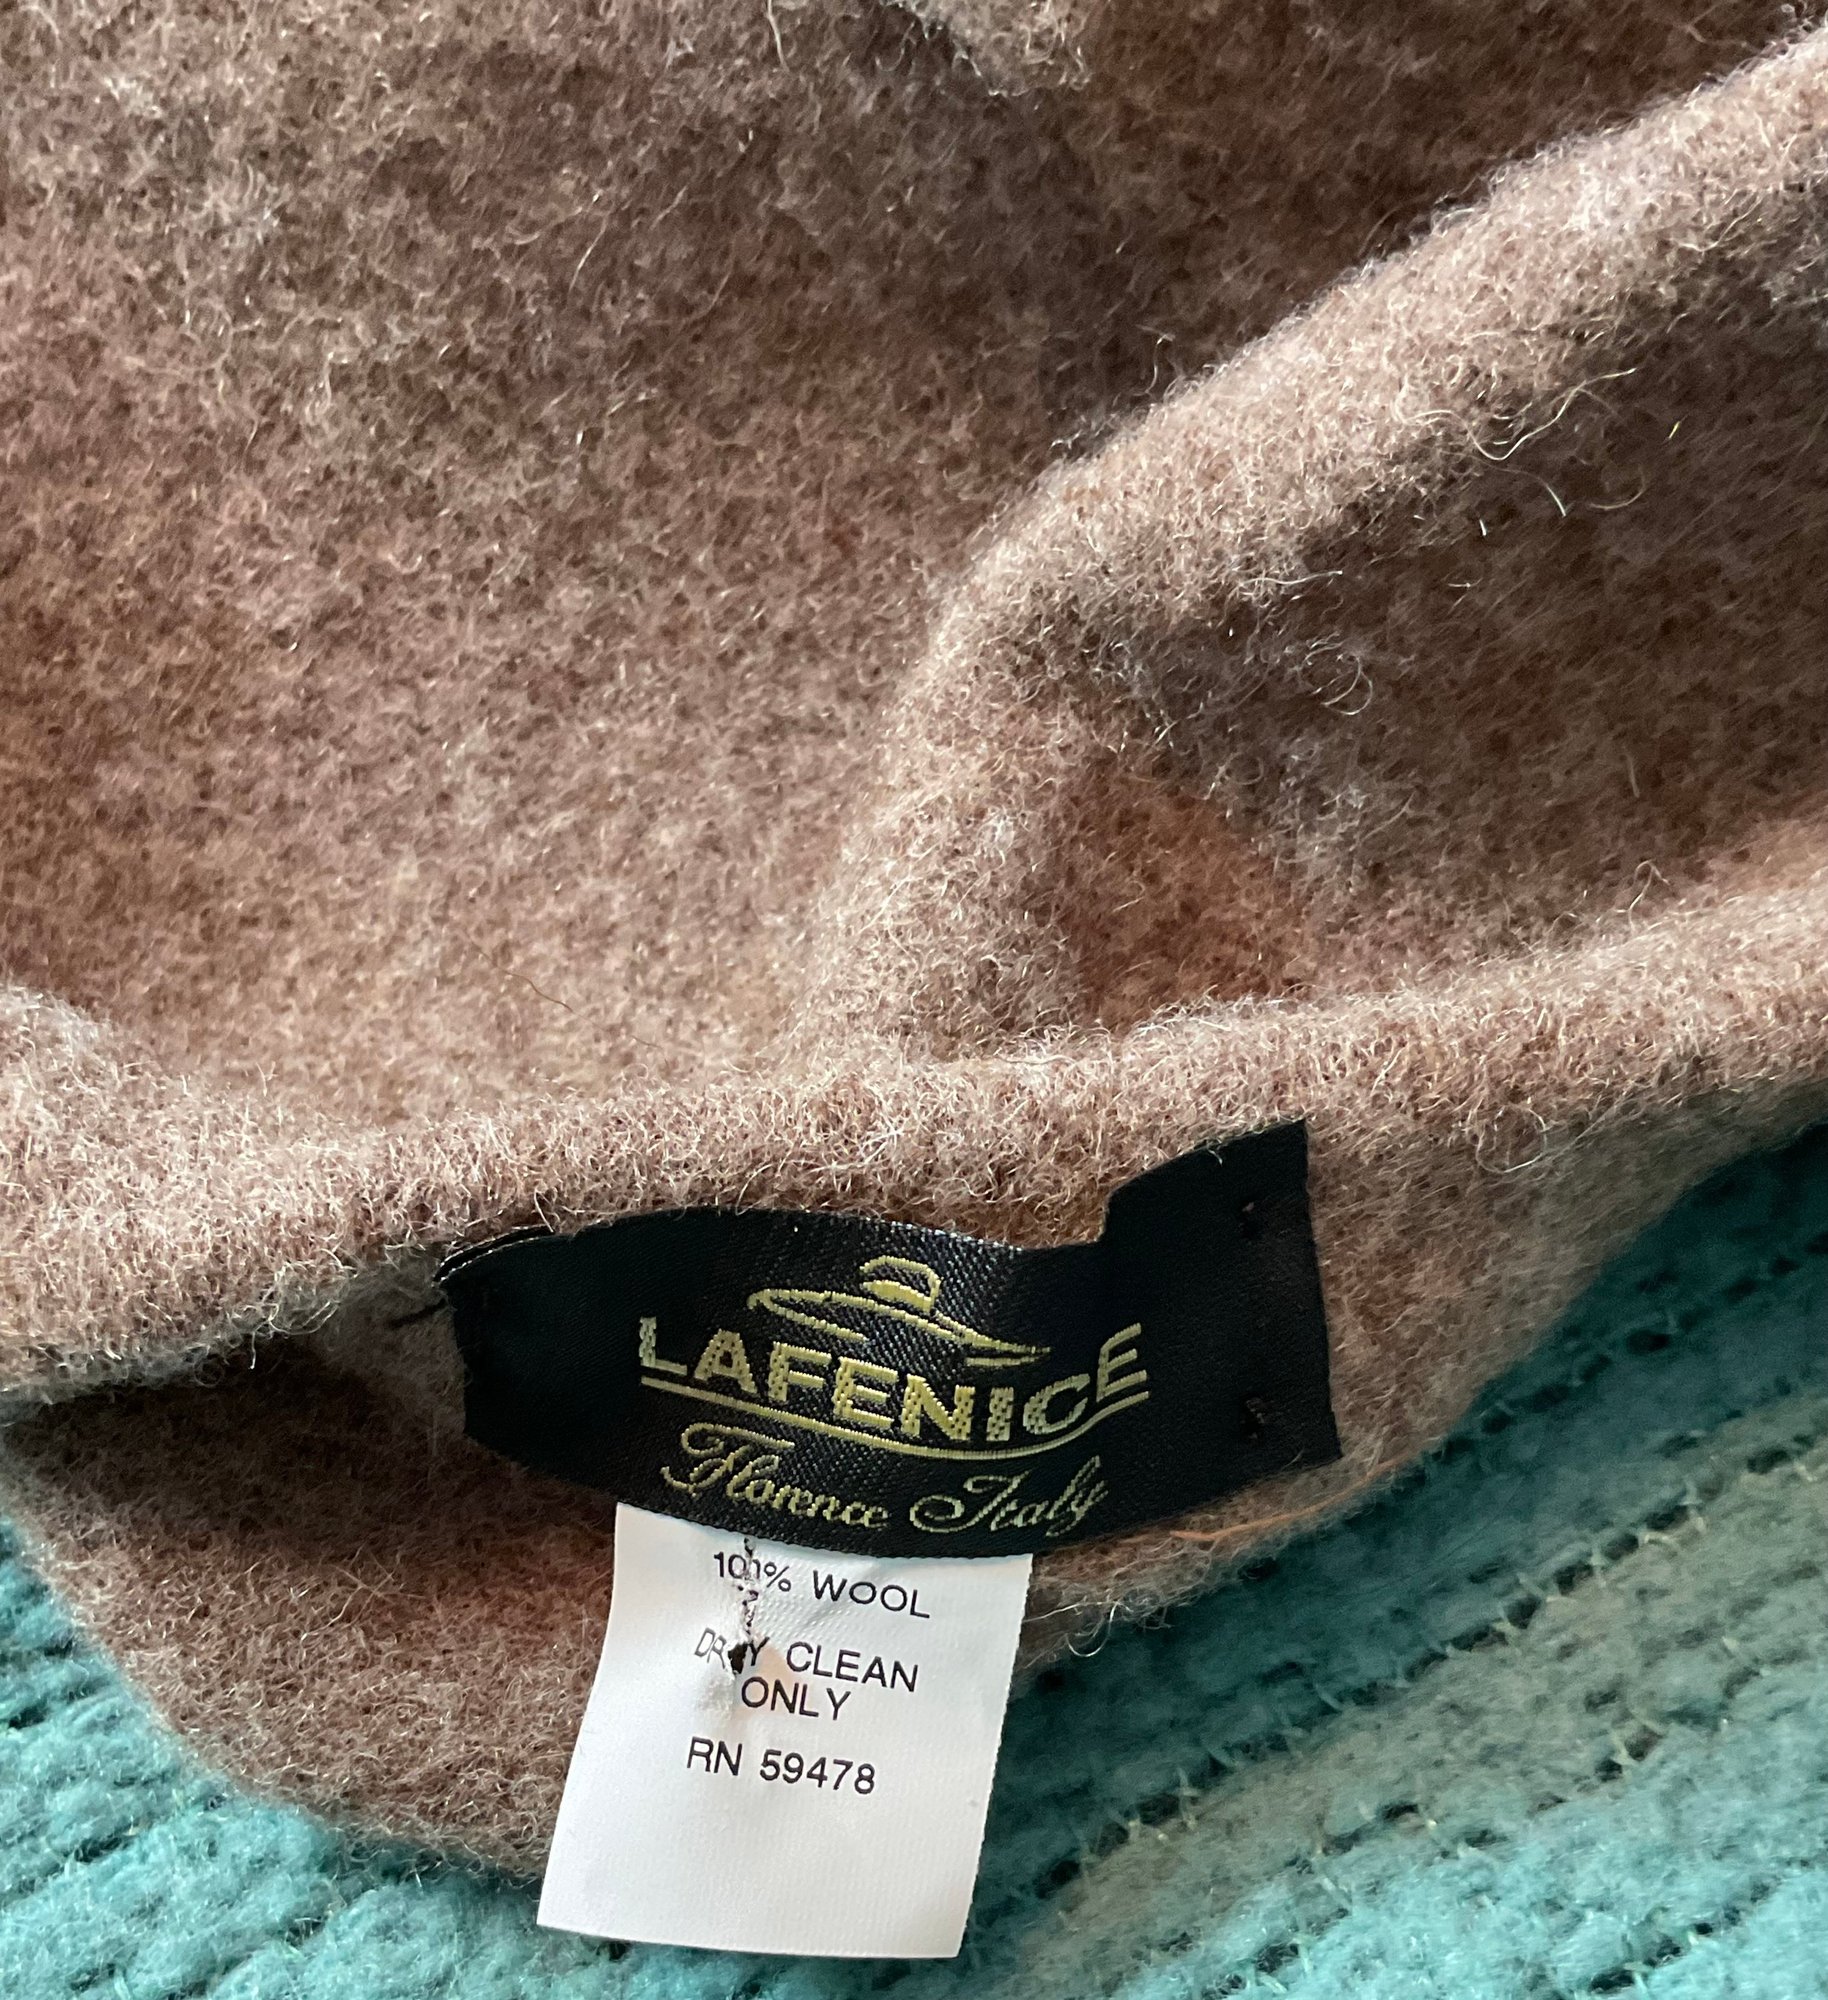 LAFENICE
Florence Italy
100% WOOL
DRY CLEAN
ONLY
RN 59478